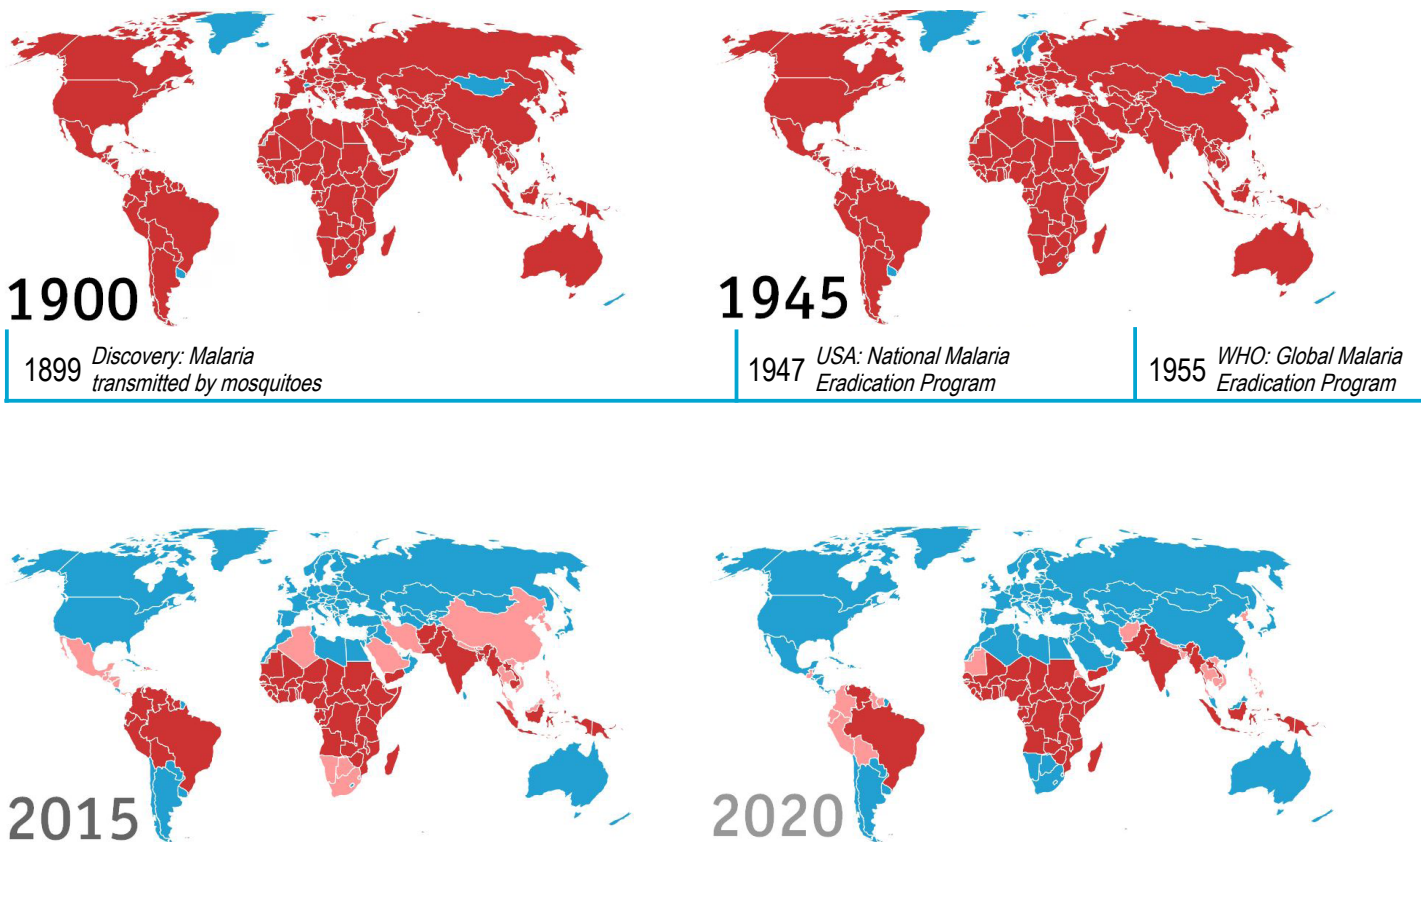 1900
1945
1899 Discovery: Malaria
transmitted by mosquitoes
1947 USA: National Malaria
Eradication Program
1955 WHO: Global Malaria
Eradication Program
2015
2020